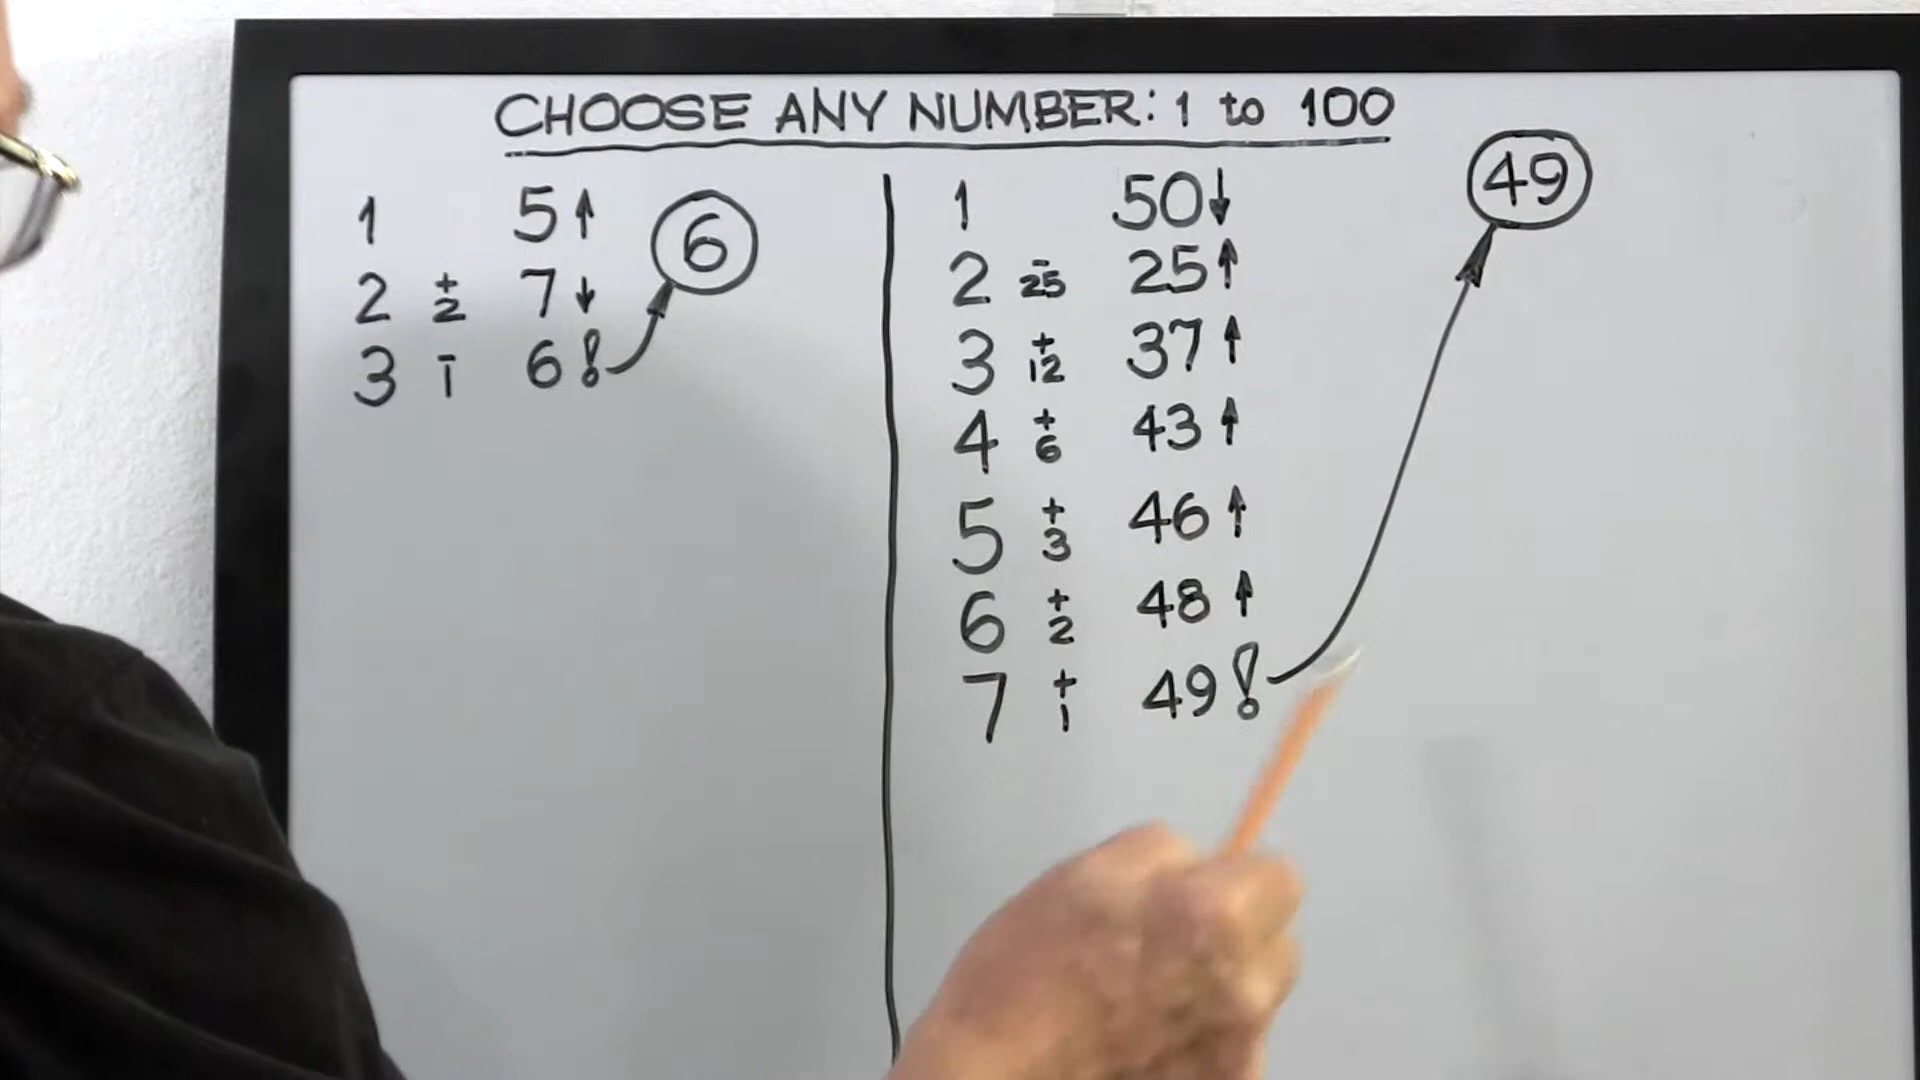 CHOOSE ANY NUMBER: 1 to 100
1 5↑ 6
2 +2 7↓
3 -1 6!
1 50↓ 49
2 -25 25↑
3 +12 37↑
4 +6 43↑
5 +3 46↑
6 +2 48↑
7 +1 49!